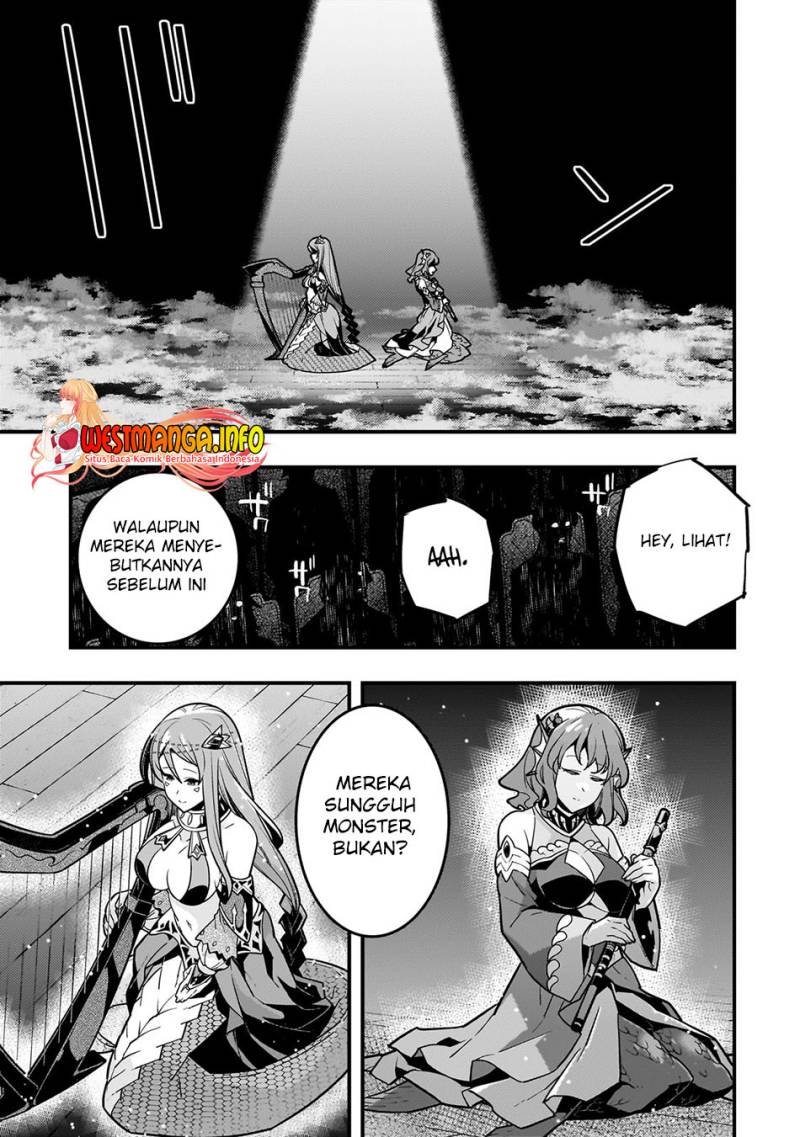 WESTMANGA.INFO
Situs Baca Komik Berbahasa Indonesia
HEY, LIHAT!
AAH.
WALAUPUN
MEREKA MENYE-
BUTKANNYA
SEBELUM INI
MEREKA
SUNGGUH
MONSTER,
BUKAN?